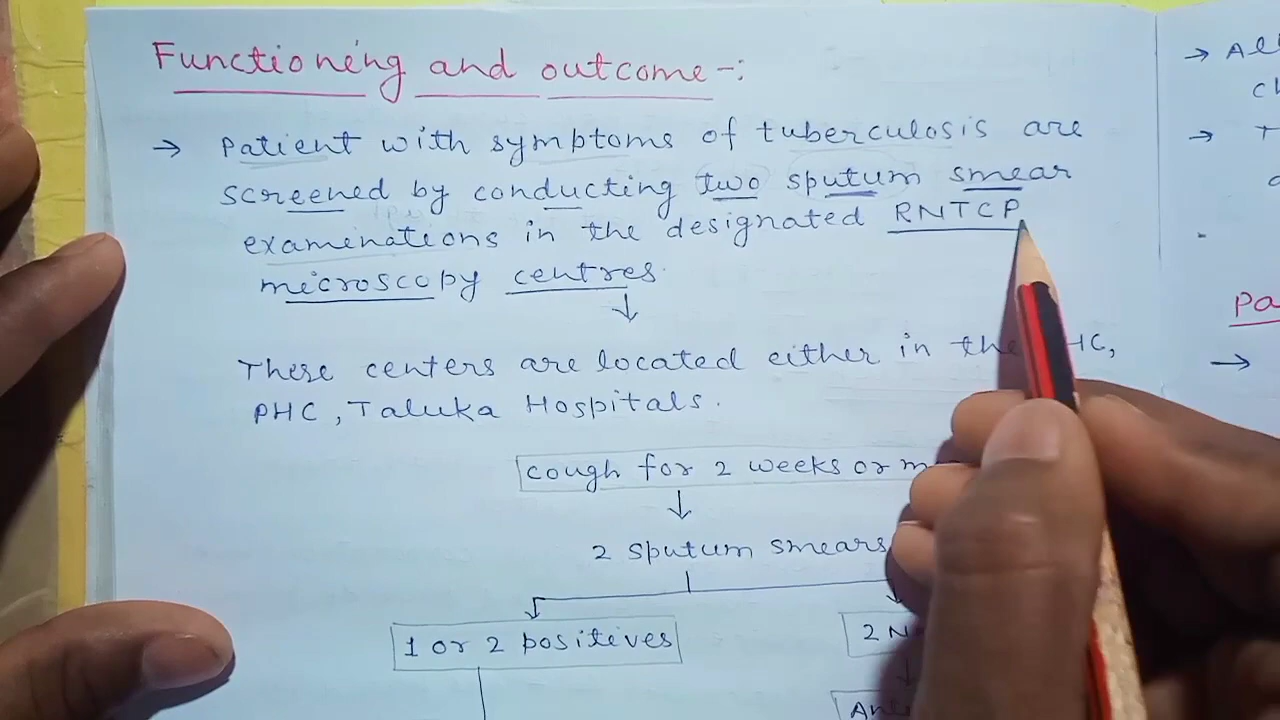 Functioning and outcome-:
→ Patient with symptoms of tuberculosis are
screened by conducting two sputum smear
examinations in the designated RNTCP
microscopy centres.
↓
These centers are located either in the HC,
PHC, Taluka Hospitals.
cough for 2 weeks or
↓
2 sputum smears
1 or 2 positives
2
→
→
→